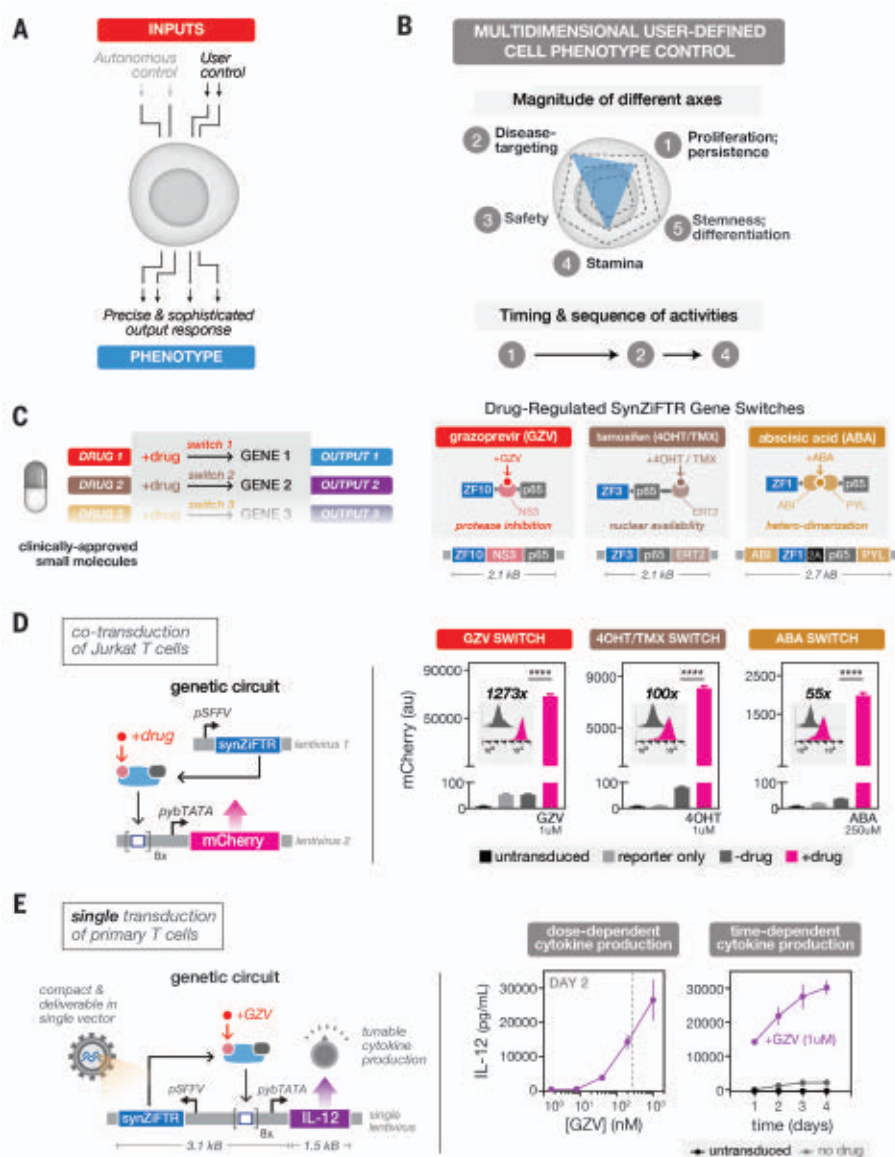 A
INPUTS
Autonomous control
User control
Precise & sophisticated
output response
PHENOTYPE
B
MULTIDIMENSIONAL USER-DEFINED
CELL PHENOTYPE CONTROL
Magnitude of different axes
2 Disease-
targeting
1 Proliferation;
persistence
3 Safety
5 Stemness;
differentiation
4 Stamina
Timing & sequence of activities
1 2 4
C
DRUG 1 +drug switch 1 GENE 1 OUTPUT 1
DRUG 2 +drug switch 2 GENE 2 OUTPUT 2
DRUG 3 +drug switch 3 GENE 3 OUTPUT 3
clinically-approved
small molecules
Drug-Regulated SynZiFTR Gene Switches
grazoprevir (GZV)
+GZV
ZF10 p65
NS3
protease inhibition
ZF10 NS3 p65
2.1 kB
tamoxifen (4OHT/TMX)
+4OHT / TMX
ZF3 p65
ERT2
nuclear availability
ZF3 p65 ERT2
2.1 kB
abscisic acid (ABA)
+ABA
ZF1 p65
ABI PYL
hetero-dimerization
ABI ZF1 2A p65 PYL
2.7 kB
D
co-transduction
of Jurkat T cells
genetic circuit
pSFFV
+drug
synZiFTR
lentivirus 1
pybTATA
8x
mCherry
lentivirus 2
mCherry (au)
GZV SWITCH
90000
50000
100
0
1273x
****
GZV
1uM
4OHT/TMX SWITCH
9000
5000
100
0
100x
****
4OHT
1uM
ABA SWITCH
2500
1500
100
0
55x
****
ABA
250uM
untransduced reporter only -drug +drug
E
single transduction
of primary T cells
genetic circuit
compact &
deliverable in
single vector
+GZV
tunable
cytokine
production
pSFFV
pybTATA
synZiFTR
8x
IL-12
single
lentivirus
3.1 kB 1.5 kB
dose-dependent
cytokine production
DAY 2
IL-12 (pg/mL)
30000
20000
10000
0
[GZV] (nM)
time-dependent
cytokine production
30000
20000
10000
0
+GZV (1uM)
1 2 3 4
time (days)
untransduced no drug